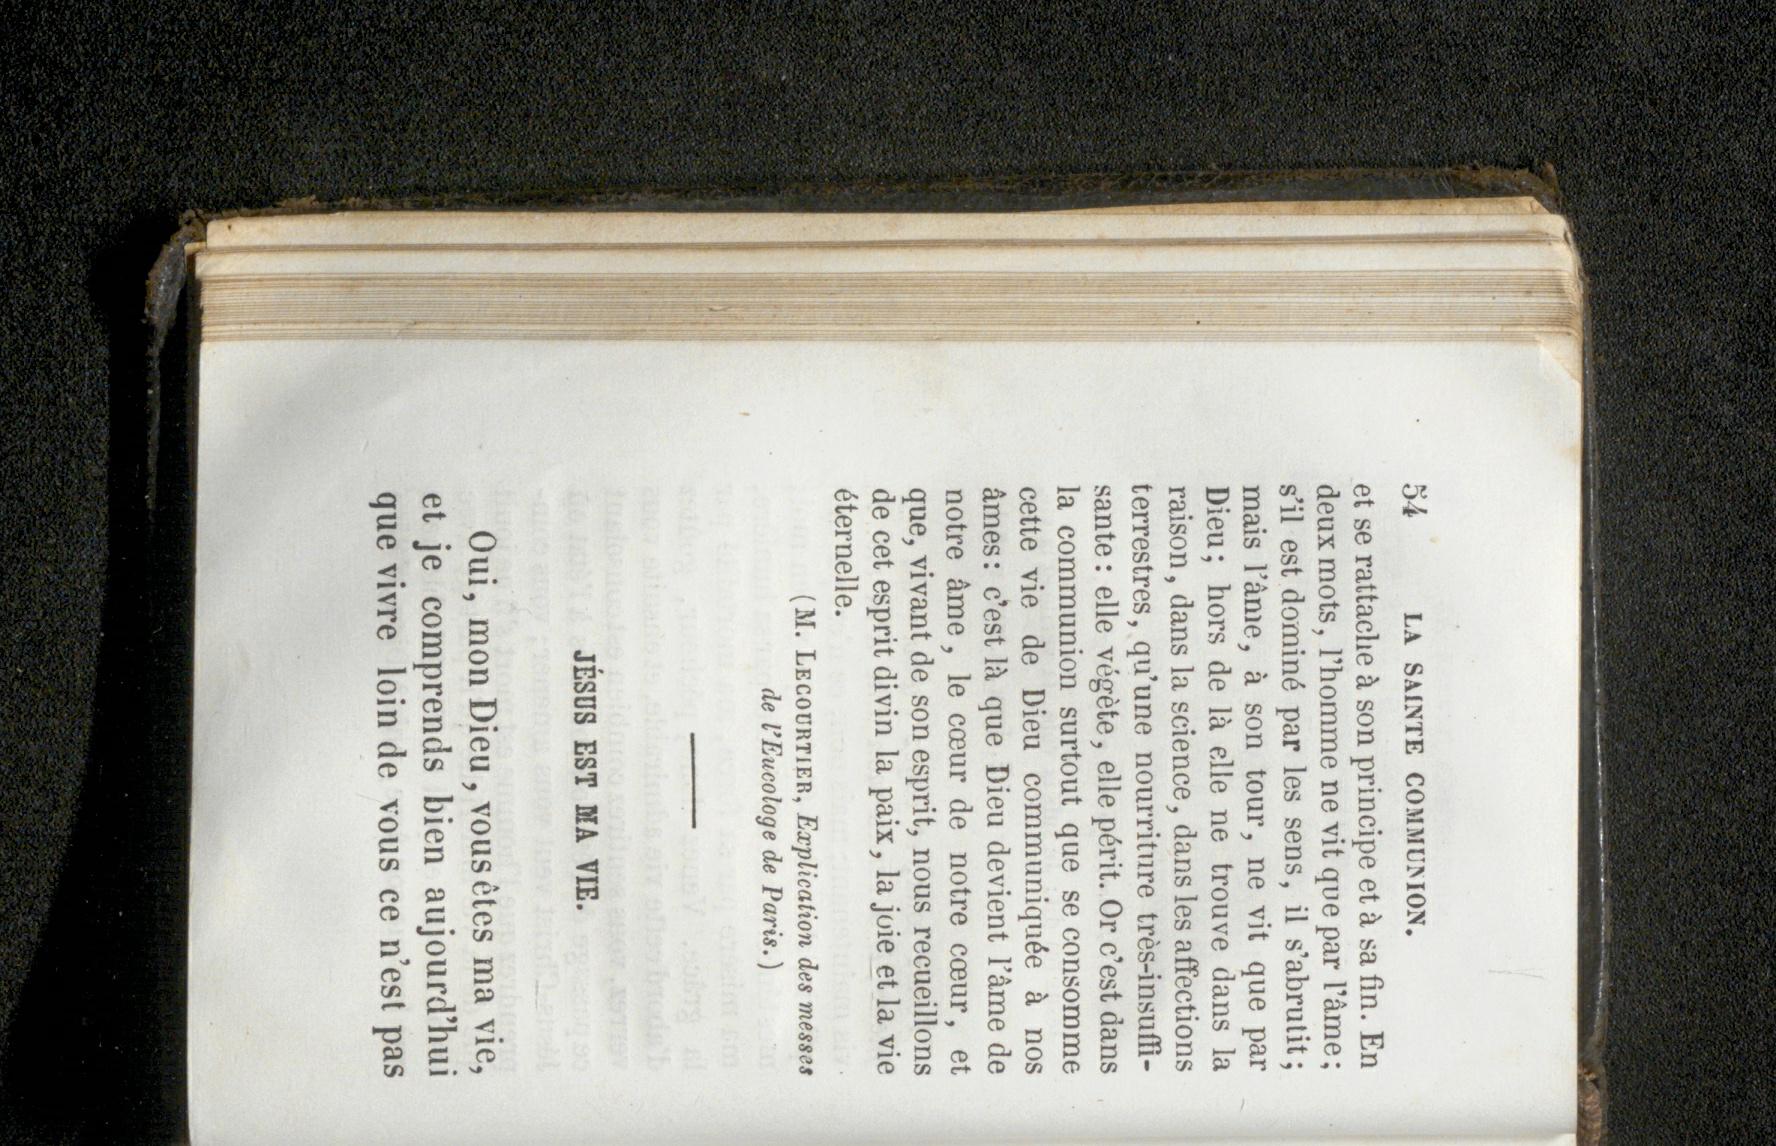 54 LA SAINTE COMMUNION.
et se rattache à son principe et à sa fin. En
deux mots, l'homme ne vit que par l'âme;
s'il est dominé par les sens, il s'abrutit;
mais l'âne, à son tour, ne vit que par
Dieu; hors de là elle ne trouve dans la
raison, dans la science, dans les affections
terrestres, qu'une nourriture très-insuffi-
sante: elle végète, elle périt. Or c'est dans
la communion surtout que se consomme
cette vie de Dieu communiquée à nos
âmes: c'est là que Dieu devient l'âme de
notre âme, le cœur de notre cœur, et
que, vivant de son esprit, nous recueillons
de cet esprit divin la paix, la joie et la vie
éternelle.
(M. LECOURTIER, Explication des messes
de l'Eucologe de Paris.)
JÉSUS EST MA VIE.
Oui, mon Dieu, vous êtes ma vie,
et je comprends bien aujourd'hui
que vivre loin de vous ce n'est pas